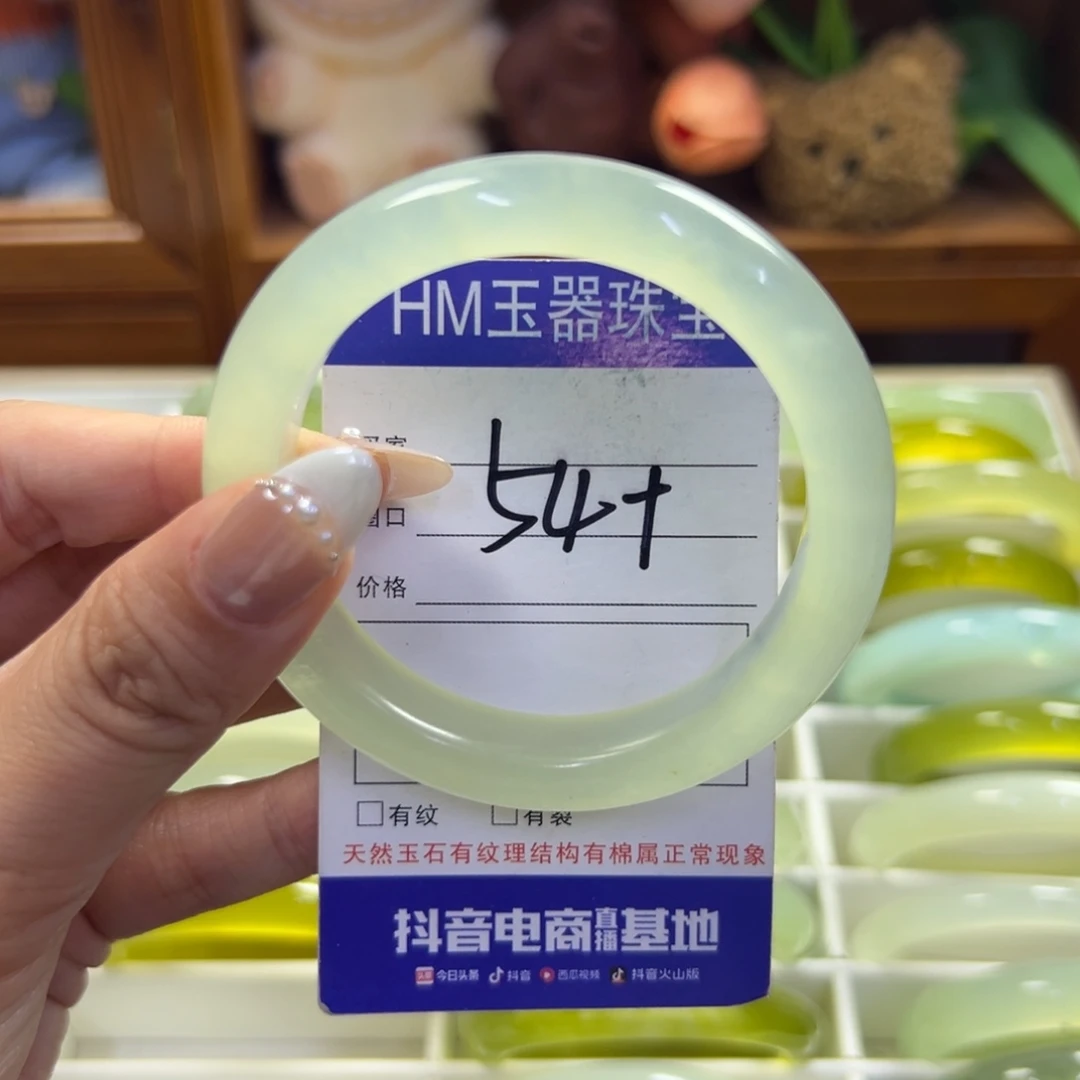 HM玉器珠宝
54+
价格
有纹 有裂
天然玉石有纹理结构有棉属正常现象
抖音电商直播基地
今日头条 抖音 西瓜视频 抖音火山版